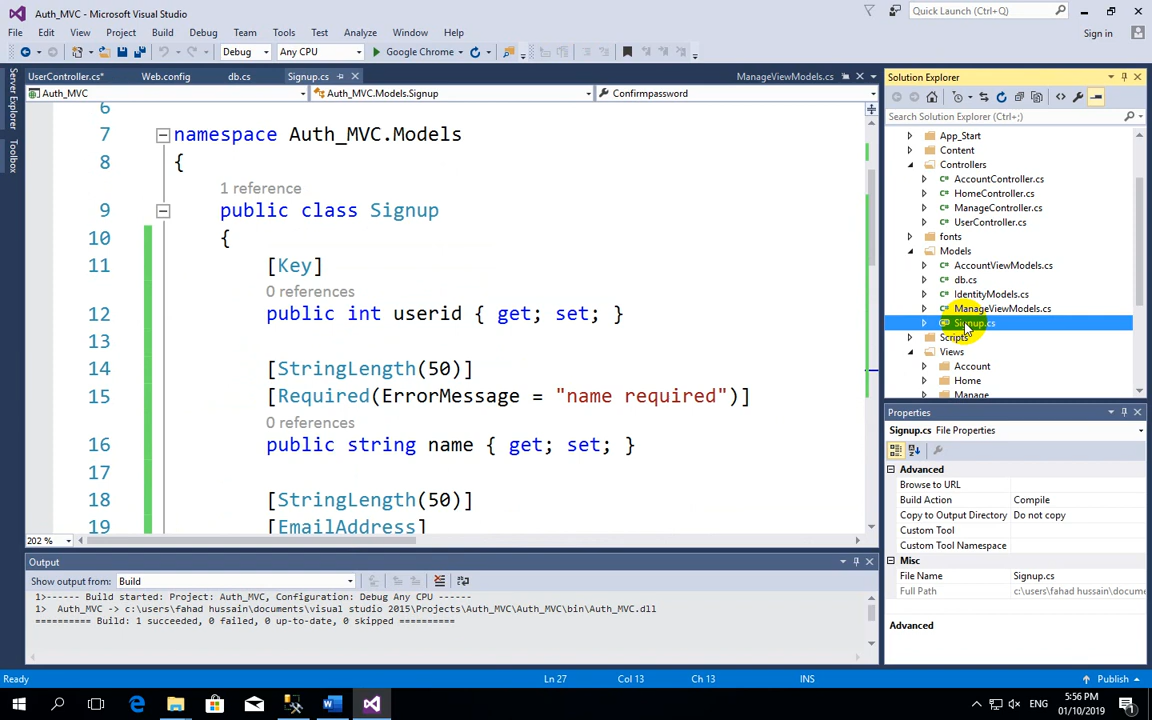 Auth_MVC - Microsoft Visual Studio
Quick Launch (Ctrl+Q)
File Edit View Project Build Debug Team Tools Test Analyze Window Help
Sign in
Debug Any CPU Google Chrome
Server Explorer
Toolbox
UserController.cs* Web.config db.cs Signup.cs ManageViewModels.cs
Auth_MVC Auth_MVC.Models.Signup Confirmpassword
6
7 namespace Auth_MVC.Models
8 {
1 reference
9 public class Signup
10 {
11 [Key]
0 references
12 public int userid { get; set; }
13
14 [StringLength(50)]
15 [Required(ErrorMessage = "name required")]
0 references
16 public string name { get; set; }
17
18 [StringLength(50)]
19 [EmailAddress]
202 %
Solution Explorer
Search Solution Explorer (Ctrl+;)
App_Start
Content
Controllers
AccountController.cs
HomeController.cs
ManageController.cs
UserController.cs
fonts
Models
AccountViewModels.cs
db.cs
IdentityModels.cs
ManageViewModels.cs
Signup.cs
Scripts
Views
Account
Home
Manage
Properties
Signup.cs File Properties
Advanced
Browse to URL
Build Action Compile
Copy to Output Directory Do not copy
Custom Tool
Custom Tool Namespace
Misc
File Name Signup.cs
Full Path c:\users\fahad hussain\docume
Advanced
Output
Show output from: Build
1>------ Build started: Project: Auth_MVC, Configuration: Debug Any CPU ------
1> Auth_MVC -> c:\users\fahad hussain\documents\visual studio 2015\Projects\Auth_MVC\Auth_MVC\bin\Auth_MVC.dll
========== Build: 1 succeeded, 0 failed, 0 up-to-date, 0 skipped ==========
Ready Ln 27 Col 13 Ch 13 INS Publish
ENG
5:56 PM
01/10/2019
1